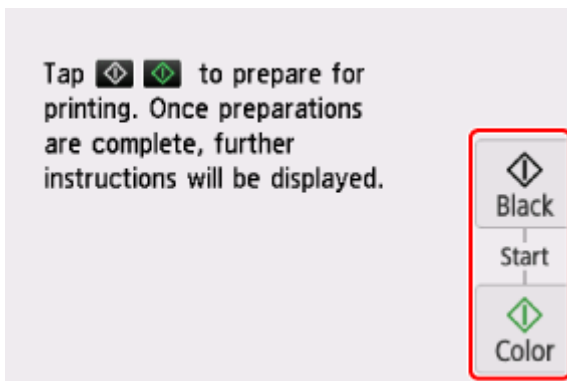 Tap to prepare for
printing. Once preparations
are complete, further
instructions will be displayed.
Black
Start
Color